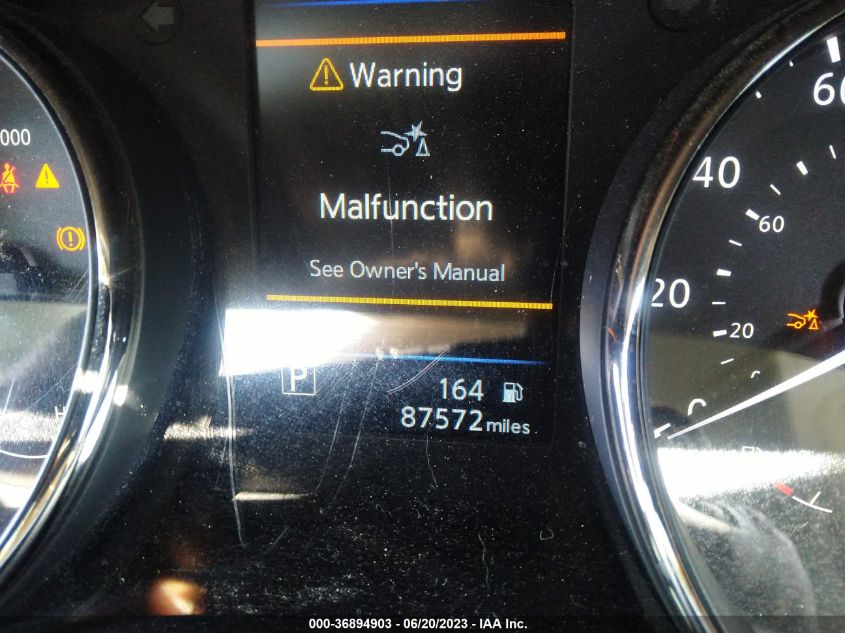 Warning
Malfunction
See Owner's Manual
P
164
87572 miles
000
H
60
40
60
20
20
000-36894903 - 06/20/2023 - IAA Inc.